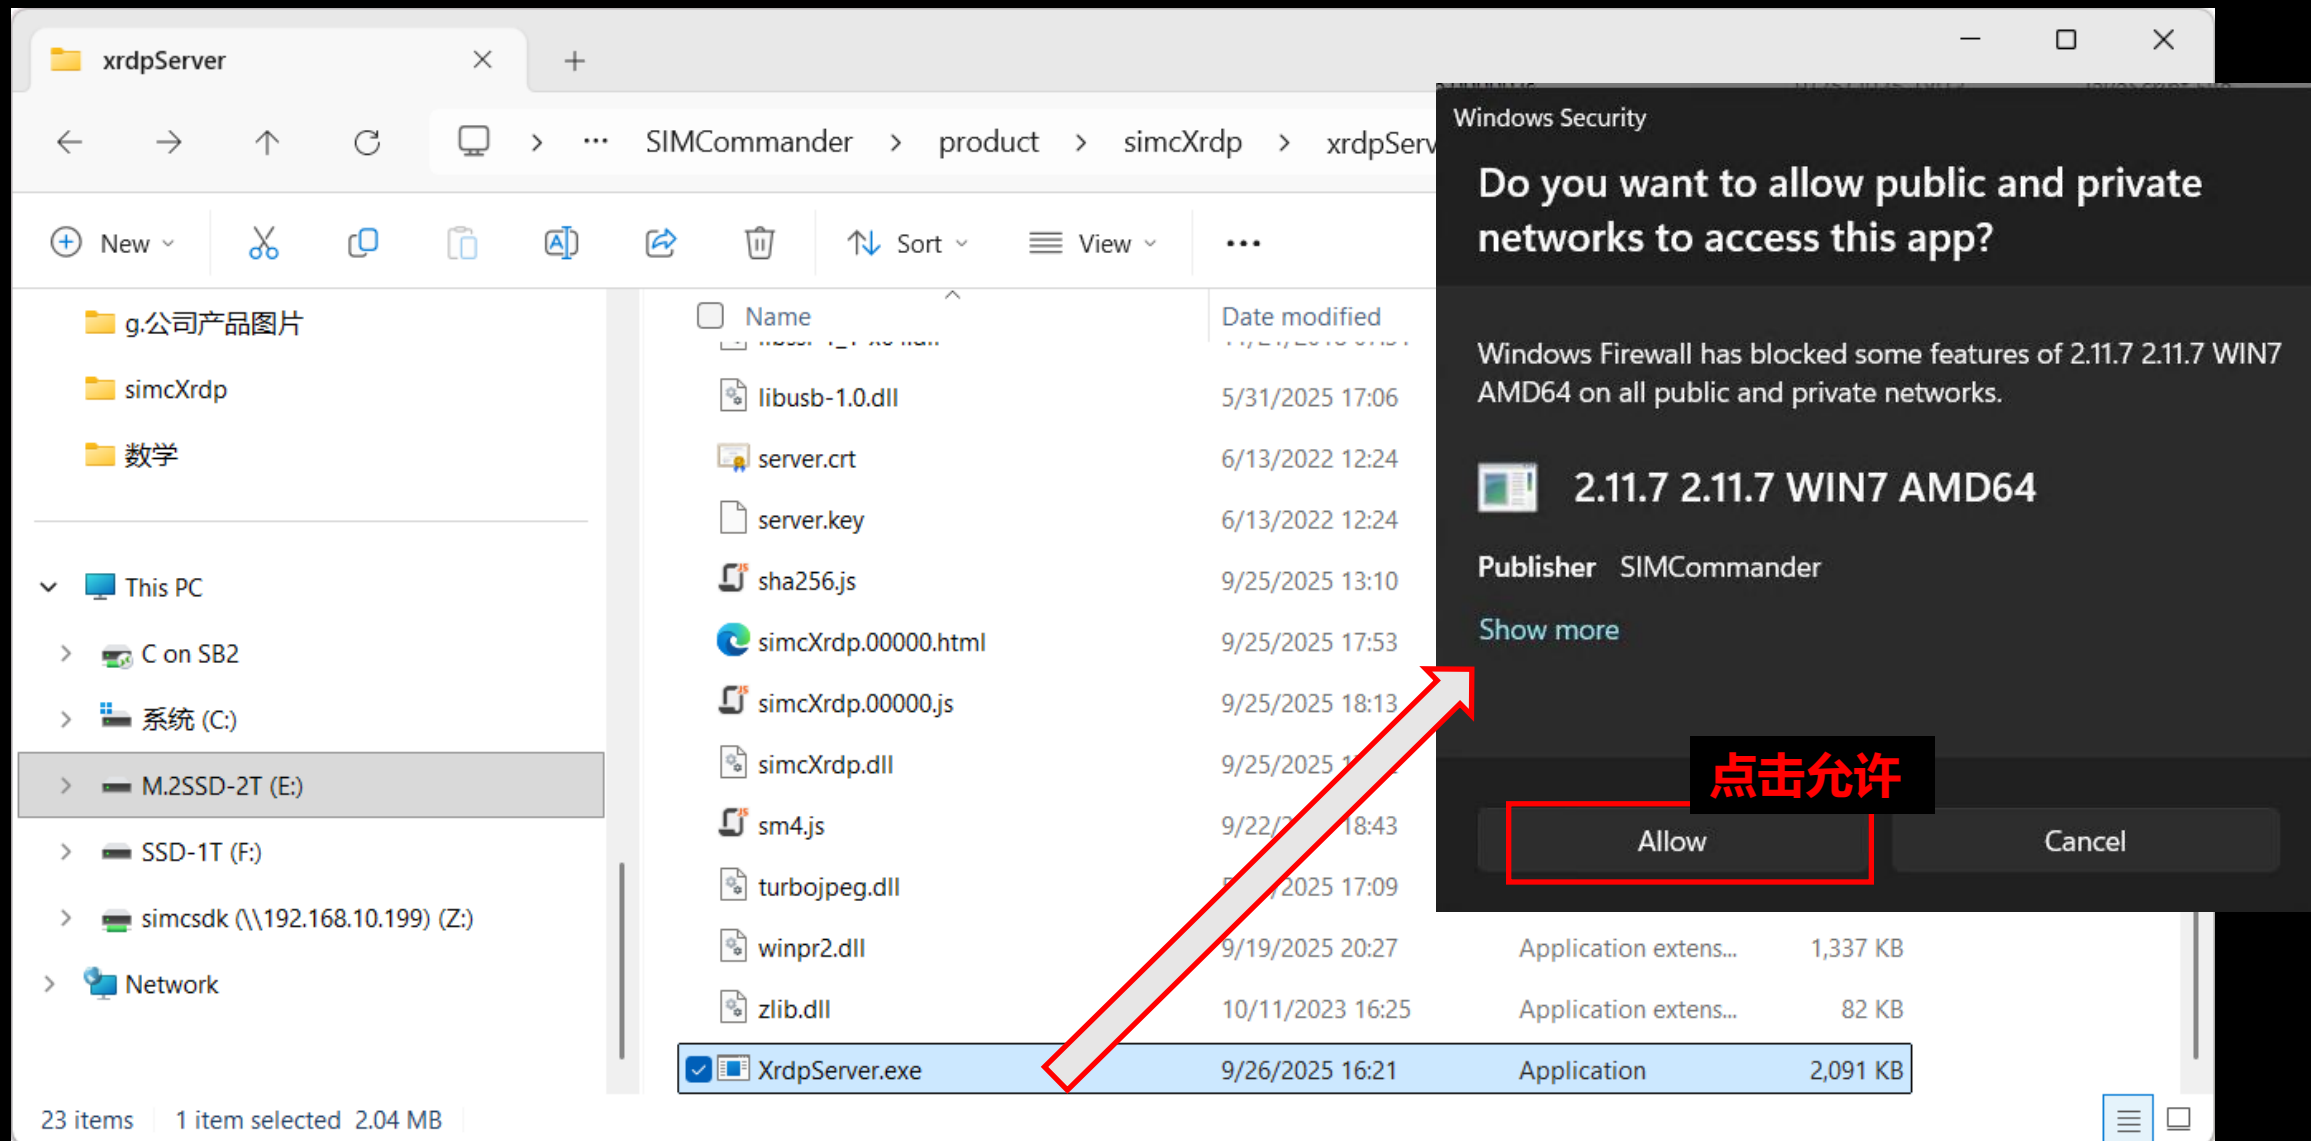 xrdpServer
SIMCommander > product > simcXrdp > xrdpServ
New
Sort
View
g.公司产品图片
simcXrdp
数学
This PC
C on SB2
系统 (C:)
M.2SSD-2T (E:)
SSD-1T (F:)
simcsdk (\\192.168.10.199) (Z:)
Network
Name Date modified
libusb-1.0.dll 5/31/2025 17:06
server.crt 6/13/2022 12:24
server.key 6/13/2022 12:24
sha256.js 9/25/2025 13:10
simcXrdp.00000.html 9/25/2025 17:53
simcXrdp.00000.js 9/25/2025 18:13
simcXrdp.dll 9/25/2025
sm4.js 9/22/ 18:43
turbojpeg.dll /2025 17:09
winpr2.dll 9/19/2025 20:27 Application extens... 1,337 KB
zlib.dll 10/11/2023 16:25 Application extens... 82 KB
XrdpServer.exe 9/26/2025 16:21 Application 2,091 KB
23 items 1 item selected 2.04 MB
Windows Security
Do you want to allow public and private
networks to access this app?
Windows Firewall has blocked some features of 2.11.7 2.11.7 WIN7
AMD64 on all public and private networks.
2.11.7 2.11.7 WIN7 AMD64
Publisher SIMCommander
Show more
点击允许
Allow
Cancel